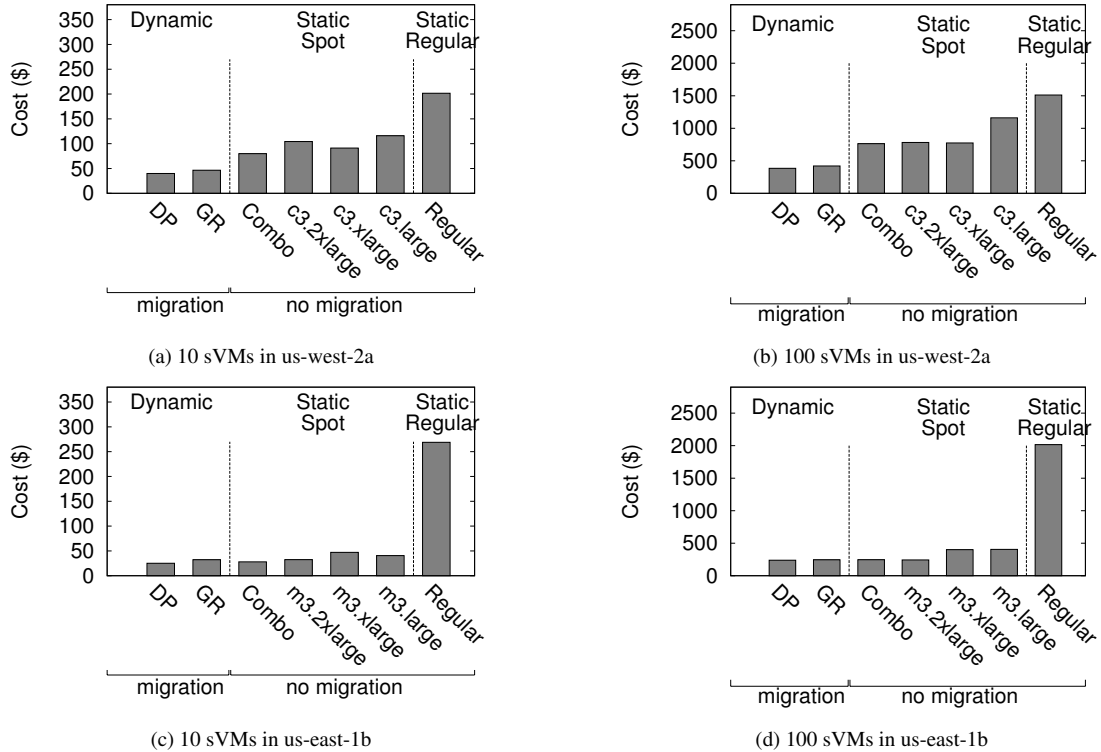 Dynamic
Static
Spot
Static
Regular
Cost ($)
350
300
250
200
150
100
50
0
DP
GR
Combo
c3.2xlarge
c3.xlarge
c3.large
Regular
migration
no migration
(a) 10 sVMs in us-west-2a
Dynamic
Static
Spot
Static
Regular
Cost ($)
2500
2000
1500
1000
500
0
DP
GR
Combo
c3.2xlarge
c3.xlarge
c3.large
Regular
migration
no migration
(b) 100 sVMs in us-west-2a
Dynamic
Static
Spot
Static
Regular
Cost ($)
350
300
250
200
150
100
50
0
DP
GR
Combo
m3.2xlarge
m3.xlarge
m3.large
Regular
migration
no migration
(c) 10 sVMs in us-east-1b
Dynamic
Static
Spot
Static
Regular
Cost ($)
2500
2000
1500
1000
500
0
DP
GR
Combo
m3.2xlarge
m3.xlarge
m3.large
Regular
migration
no migration
(d) 100 sVMs in us-east-1b